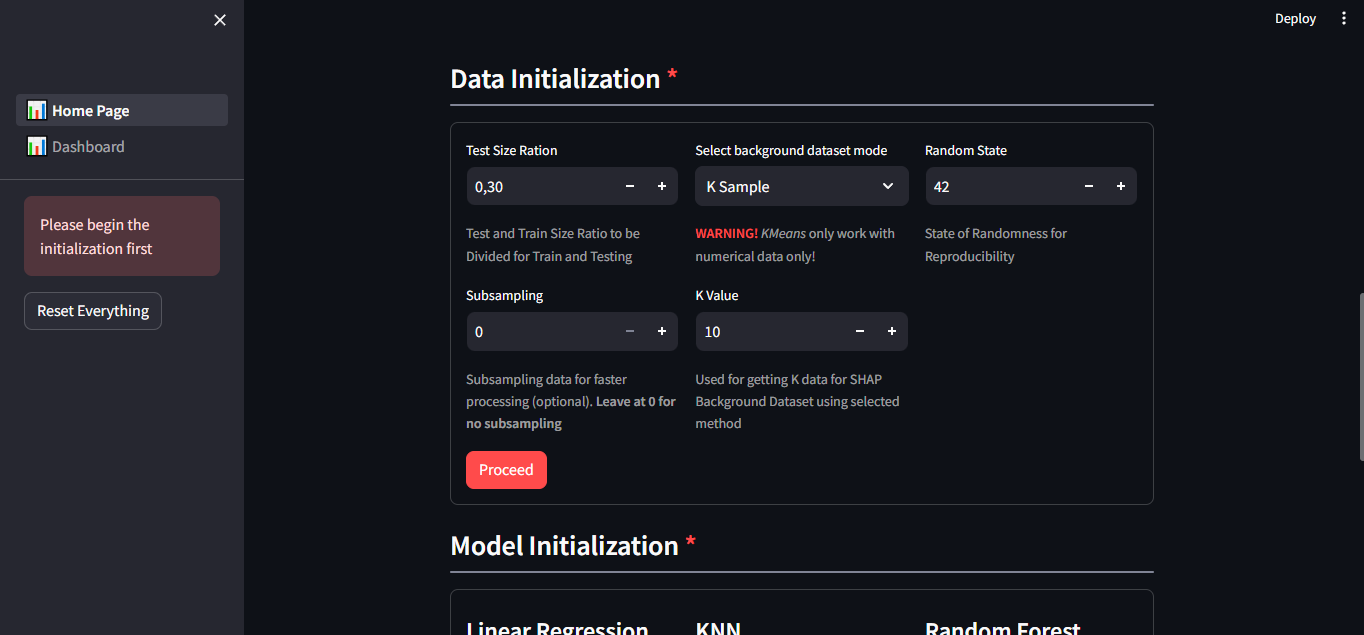 Deploy
Home Page
Dashboard
Please begin the
initialization first
Reset Everything
Data Initialization *
Test Size Ration
0,30
Test and Train Size Ratio to be
Divided for Train and Testing
Select background dataset mode
K Sample
WARNING! KMeans only work with
numerical data only!
Random State
42
State of Randomness for
Reproducibility
Subsampling
0
Subsampling data for faster
processing (optional). Leave at 0 for
no subsampling
K Value
10
Used for getting K data for SHAP
Background Dataset using selected
method
Proceed
Model Initialization *
Linear Regression
KNN
Random Forest